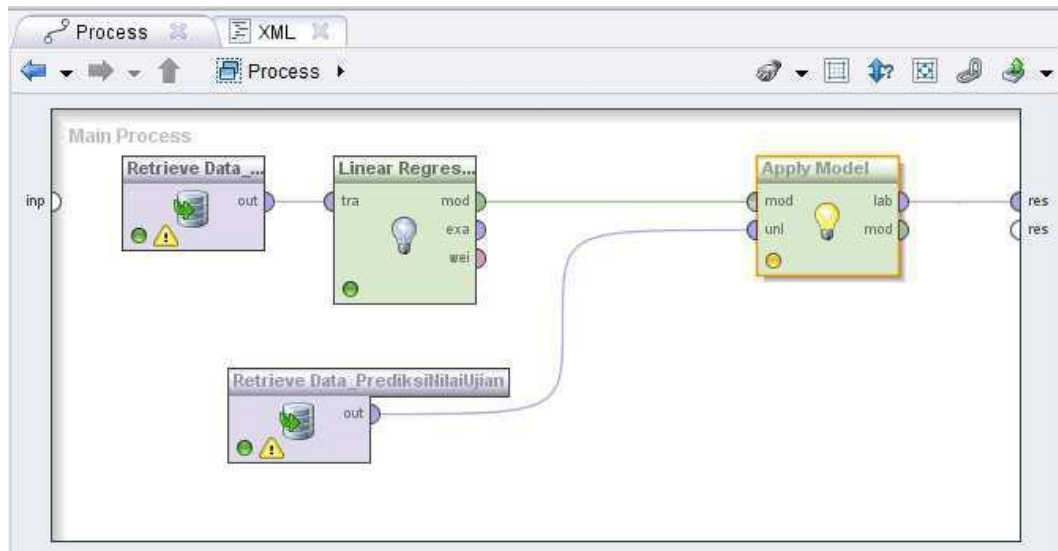 Process
XML
Process
Main Process
Retrieve Data_...
out
Linear Regres...
tra
mod
exa
wei
Apply Model
mod
lab
unl
mod
inp
res
res
Retrieve Data_PrediksiNilaiUjian
out